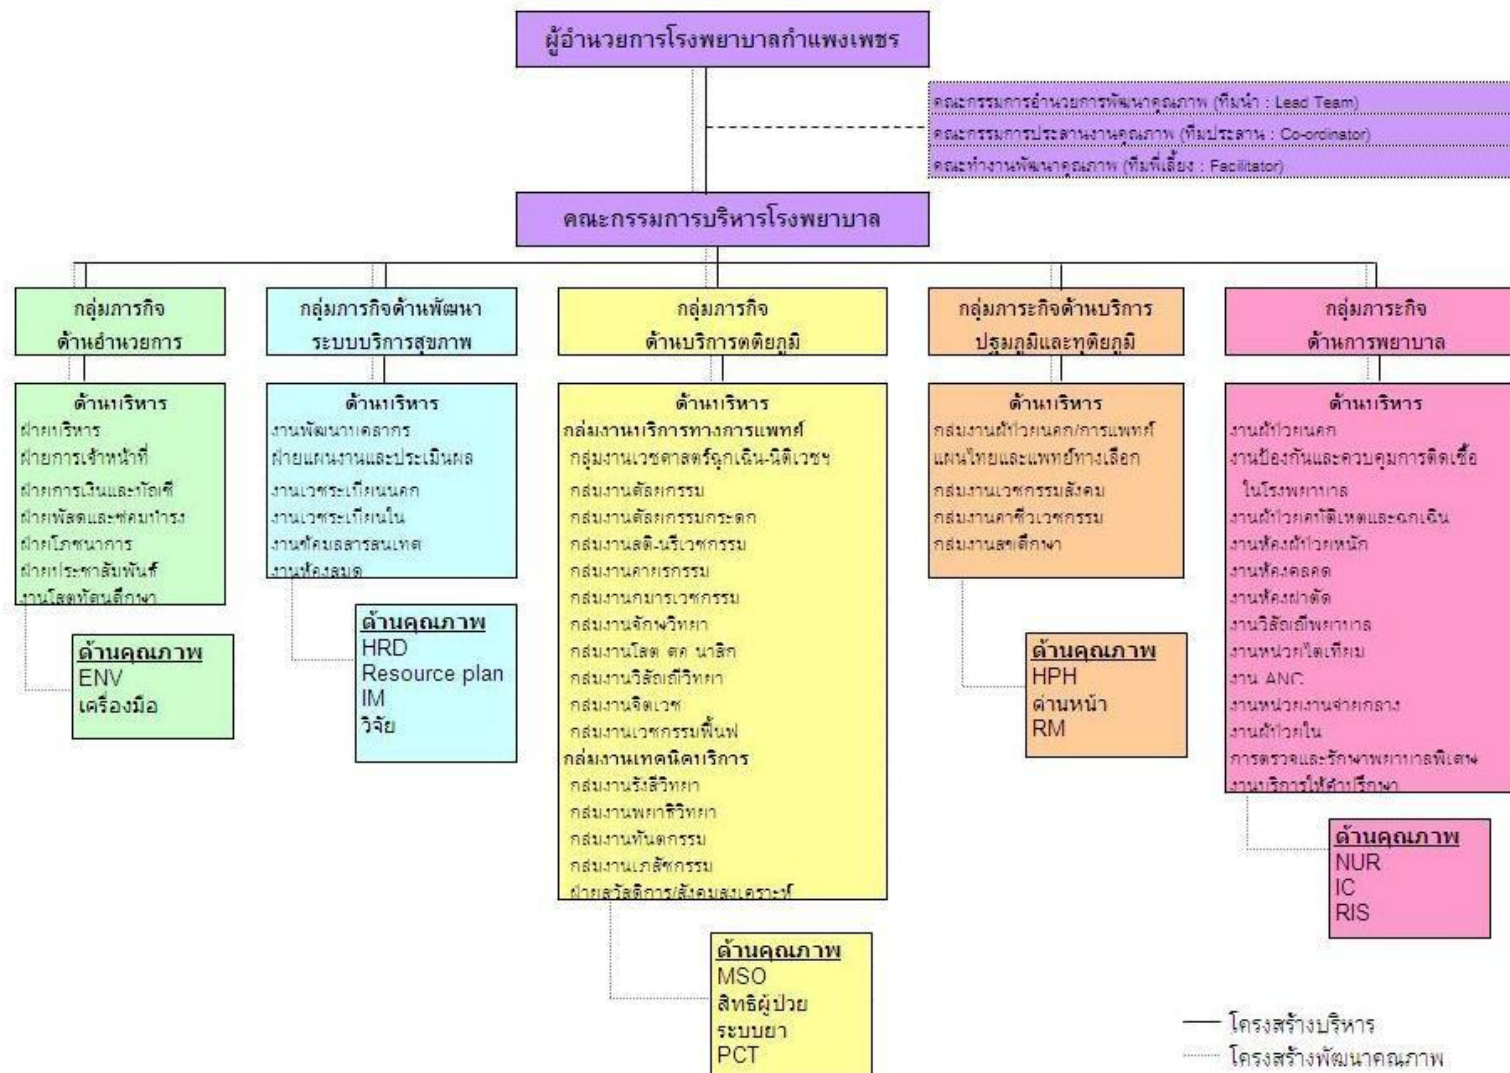 ผู้อำนวยการโรงพยาบาลกำแพงเพชร
คณะกรรมการอำนวยการพัฒนาคุณภาพ (ทีมนำ : Lead Team)
คณะกรรมการประสานงานคุณภาพ (ทีมประสาน : Co-ordinator)
คณะทำงานพัฒนาคุณภาพ (ทีมพี่เลี้ยง : Facilitator)
คณะกรรมการบริหารโรงพยาบาล
กลุ่มภารกิจ
ด้านอำนวยการ
ด้านบริหาร
ฝ่ายบริหาร
ฝ่ายการเจ้าหน้าที่
ฝ่ายการเงินและบัญชี
ฝ่ายพัสดุและซ่อมบำรุง
ฝ่ายโภชนาการ
ฝ่ายประชาสัมพันธ์
งานโสตทัศนศึกษา
ด้านคุณภาพ
ENV
เครื่องมือ
กลุ่มภารกิจด้านพัฒนา
ระบบบริการสุขภาพ
ด้านบริหาร
งานพัฒนาบุคลากร
ฝ่ายแผนงานและประเมินผล
งานเวชระเบียนนอก
งานเวชระเบียนใน
งานข้อมูลสารสนเทศ
งานห้องสมุด
ด้านคุณภาพ
HRD
Resource plan
IM
วิจัย
กลุ่มภารกิจ
ด้านบริการตติยภูมิ
ด้านบริหาร
กลุ่มงานบริการทางการแพทย์
กลุ่มงานเวชศาสตร์ฉุกเฉิน-นิติเวชฯ
กลุ่มงานศัลยกรรม
กลุ่มงานศัลยกรรมกระดูก
กลุ่มงานสูติ-นรีเวชกรรม
กลุ่มงานอายุรกรรม
กลุ่มงานกุมารเวชกรรม
กลุ่มงานจักษุวิทยา
กลุ่มงานโสต ศอ นาสิก
กลุ่มงานวิสัญญีวิทยา
กลุ่มงานจิตเวช
กลุ่มงานเวชกรรมฟื้นฟู
กลุ่มงานเทคนิคบริการ
กลุ่มงานรังสีวิทยา
กลุ่มงานพยาธิวิทยา
กลุ่มงานทันตกรรม
กลุ่มงานเภสัชกรรม
ฝ่ายสวัสดิการ/สังคมสงเคราะห์
ด้านคุณภาพ
MSO
สิทธิผู้ป่วย
ระบบยา
PCT
กลุ่มภาระกิจด้านบริการ
ปฐมภูมิและทุติยภูมิ
ด้านบริหาร
กลุ่มงานผู้ป่วยนอก/การแพทย์
แผนไทยและแพทย์ทางเลือก
กลุ่มงานเวชกรรมสังคม
กลุ่มงานอาชีวเวชกรรม
กลุ่มงานสุขศึกษา
ด้านคุณภาพ
HPH
ด่านหน้า
RM
กลุ่มภาระกิจ
ด้านการพยาบาล
ด้านบริหาร
งานผู้ป่วยนอก
งานป้องกันและควบคุมการติดเชื้อ
ในโรงพยาบาล
งานผู้ป่วยอุบัติเหตุและฉุกเฉิน
งานห้องผู้ป่วยหนัก
งานห้องคลอด
งานห้องผ่าตัด
งานวิสัญญีพยาบาล
งานหน่วยไตเทียม
งาน ANC
งานหน่วยงานจ่ายกลาง
งานผู้ป่วยใน
การตรวจและรักษาพยาบาลพิเศษ
งานบริการให้คำปรึกษา
ด้านคุณภาพ
NUR
IC
RIS
โครงสร้างบริหาร
โครงสร้างพัฒนาคุณภาพ